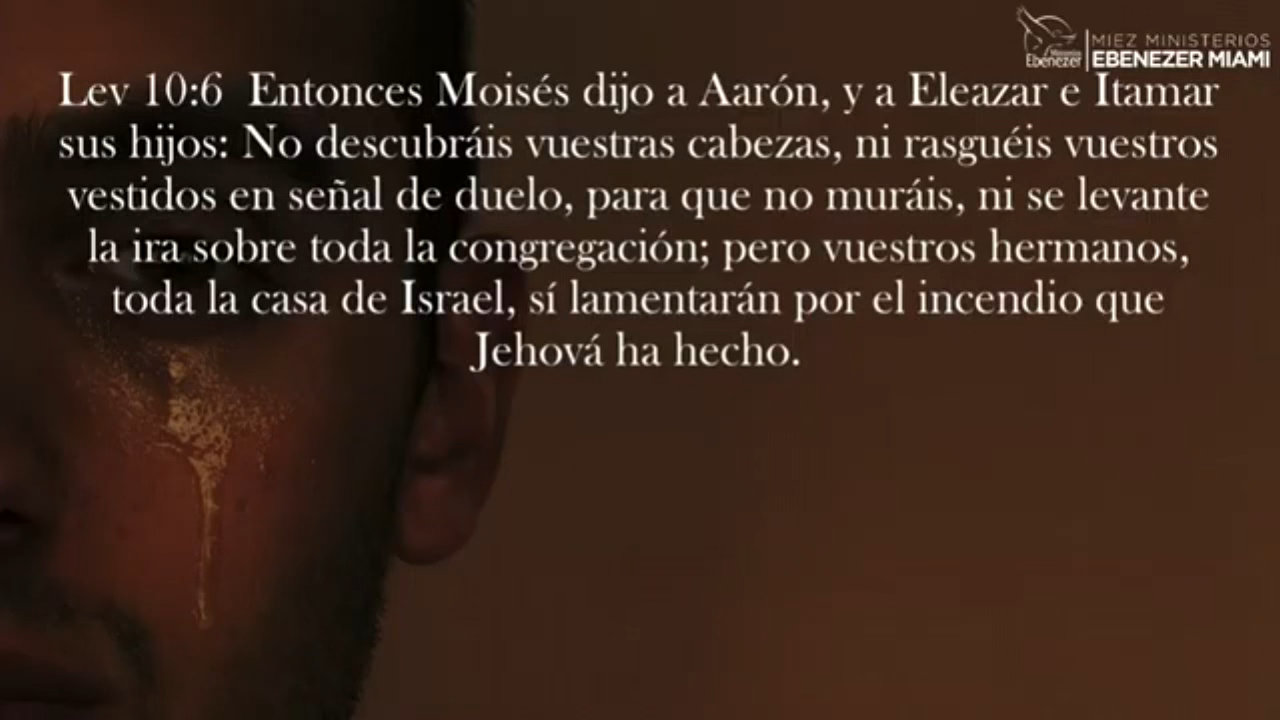 MIEZ MINISTERIOS
Ministerios
Ebenezer
EBENEZER MIAMI
Lev 10:6  Entonces Moisés dijo a Aarón, y a Eleazar e Itamar
sus hijos: No descubráis vuestras cabezas, ni rasguéis vuestros
vestidos en señal de duelo, para que no muráis, ni se levante
la ira sobre toda la congregación; pero vuestros hermanos,
toda la casa de Israel, sí lamentarán por el incendio que
Jehová ha hecho.